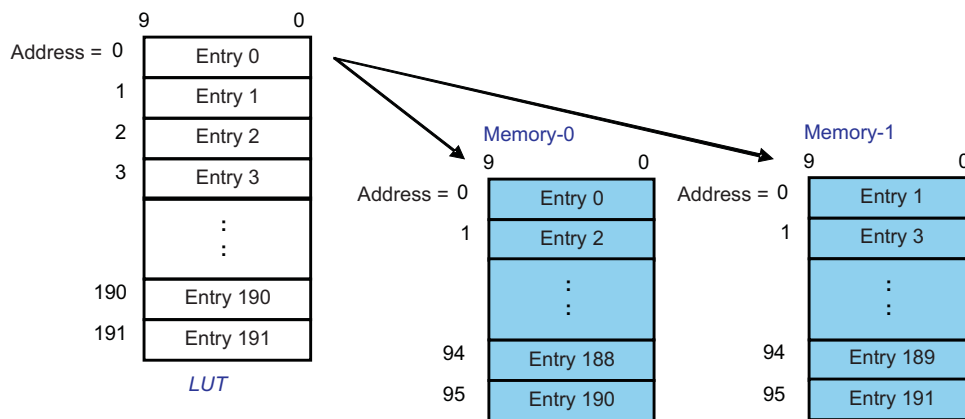 9 0
Address = 0 Entry 0
1 Entry 1
2 Entry 2
3 Entry 3
:
:
190 Entry 190
191 Entry 191
LUT
Memory-0
9 0
Address = 0 Entry 0
1 Entry 2
:
:
94 Entry 188
95 Entry 190
Memory-1
9 0
Address = 0 Entry 1
1 Entry 3
:
:
94 Entry 189
95 Entry 191